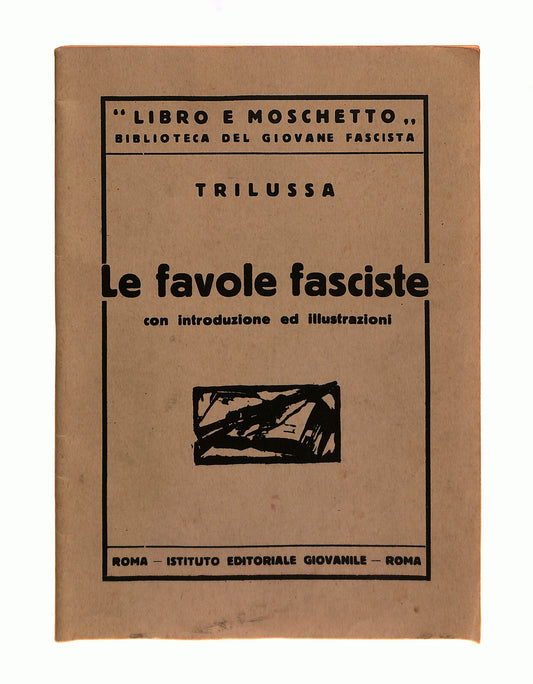 " LIBRO E MOSCHETTO „
BIBLIOTECA DEL GIOVANE FASCISTA
TRILUSSA
Le favole fasciste
con introduzione ed illustrazioni
ROMA — ISTITUTO EDITORIALE GIOVANILE — ROMA